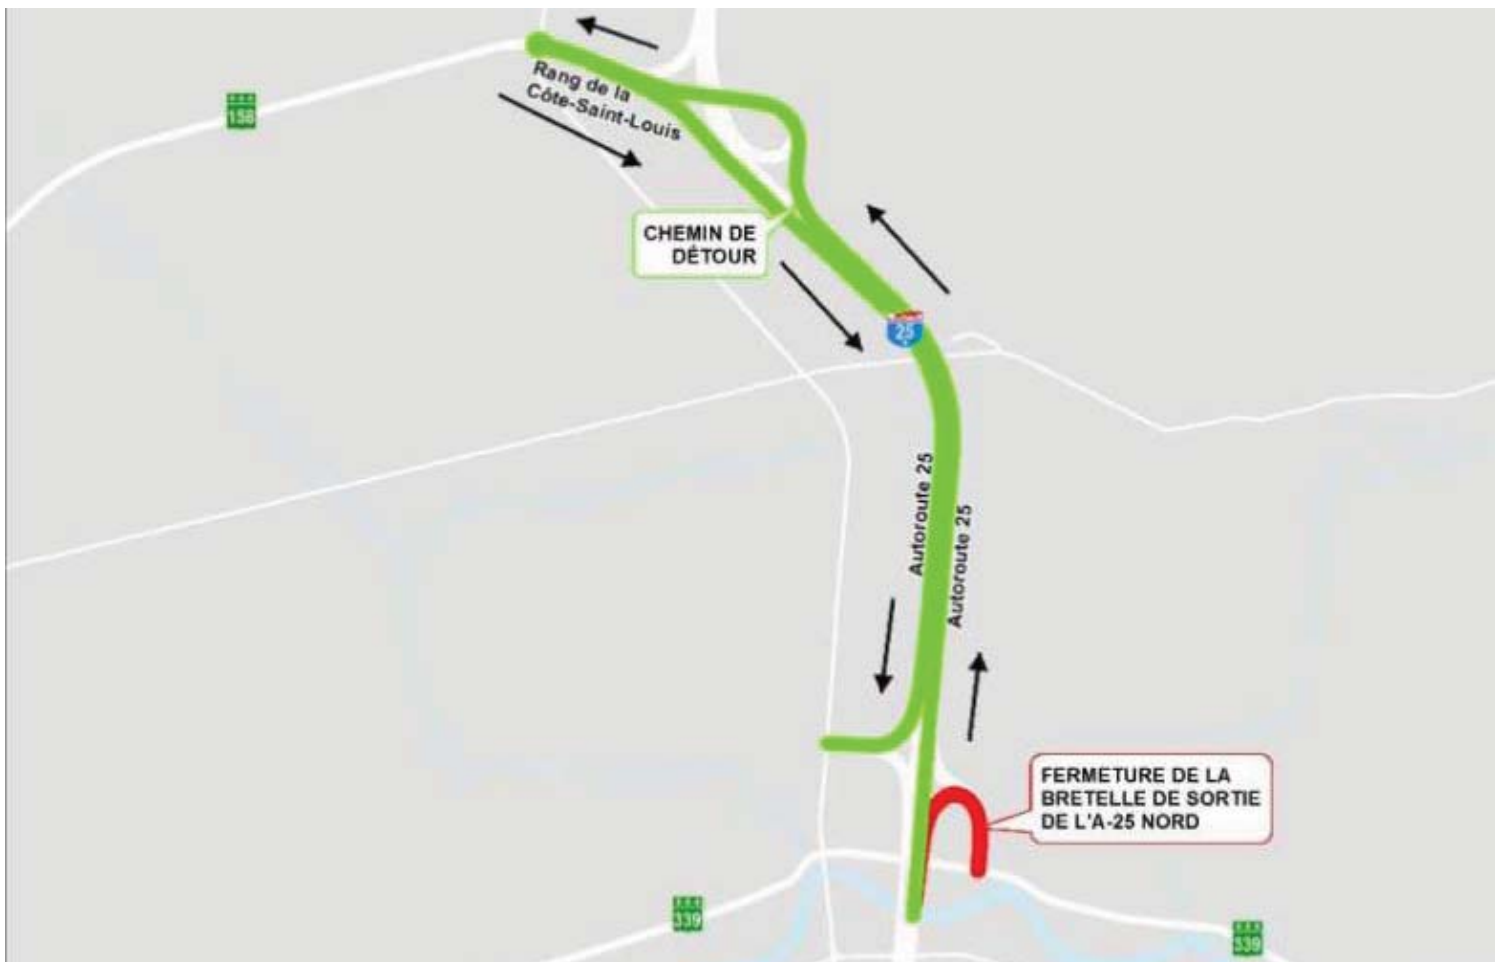 Rang de la
Côte-Saint-Louis
158
CHEMIN DE
DÉTOUR
25
Autoroute 25
Autoroute 25
FERMETURE DE LA
BRETELLE DE SORTIE
DE L'A-25 NORD
339
339